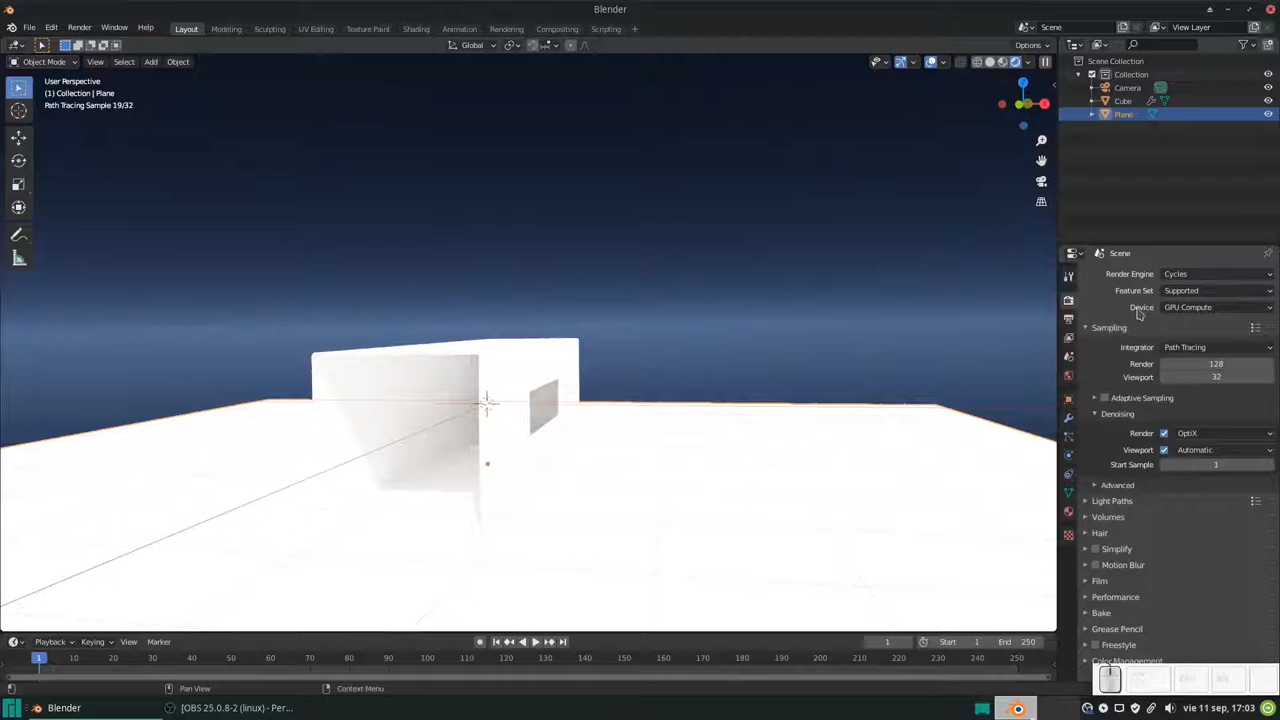 Blender
File Edit Render Window Help
Layout Modeling Sculpting UV Editing Texture Paint Shading Animation Rendering Compositing Scripting
Scene
View Layer
Global
Options
Object Mode View Select Add Object
User Perspective
(1) Collection | Plane
Path Tracing Sample 19/32
Scene Collection
Collection
Camera
Cube
Plane
Scene
Render Engine Cycles
Feature Set Supported
Device GPU Compute
Sampling
Integrator Path Tracing
Render 128
Viewport 32
Adaptive Sampling
Denoising
Render OptiX
Viewport Automatic
Start Sample 1
Advanced
Light Paths
Volumes
Hair
Simplify
Motion Blur
Film
Performance
Bake
Grease Pencil
Freestyle
Color Management
Playback Keying View Marker
1 Start 1 End 250
1 10 20 30 40 50 60 70 80 90 100 110 120 130 140 150 160 170 180 190 200 210 220 230 240 250
Pan View Context Menu
Blender [OBS 25.0.8-2 (linux) - Per... vie 11 sep, 17:03